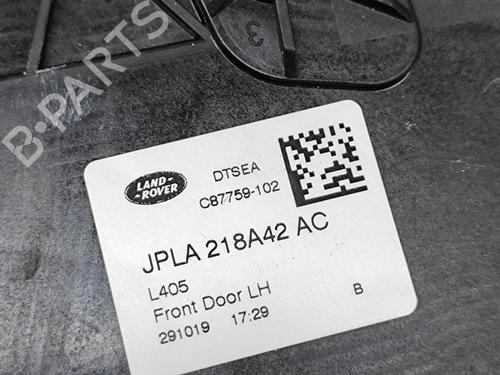 3
B-PARTS
LAND-
ROVER
DTSEA
C87759-102
JPLA 218A42 AC
L405
Front Door LH
B
291019 17:29